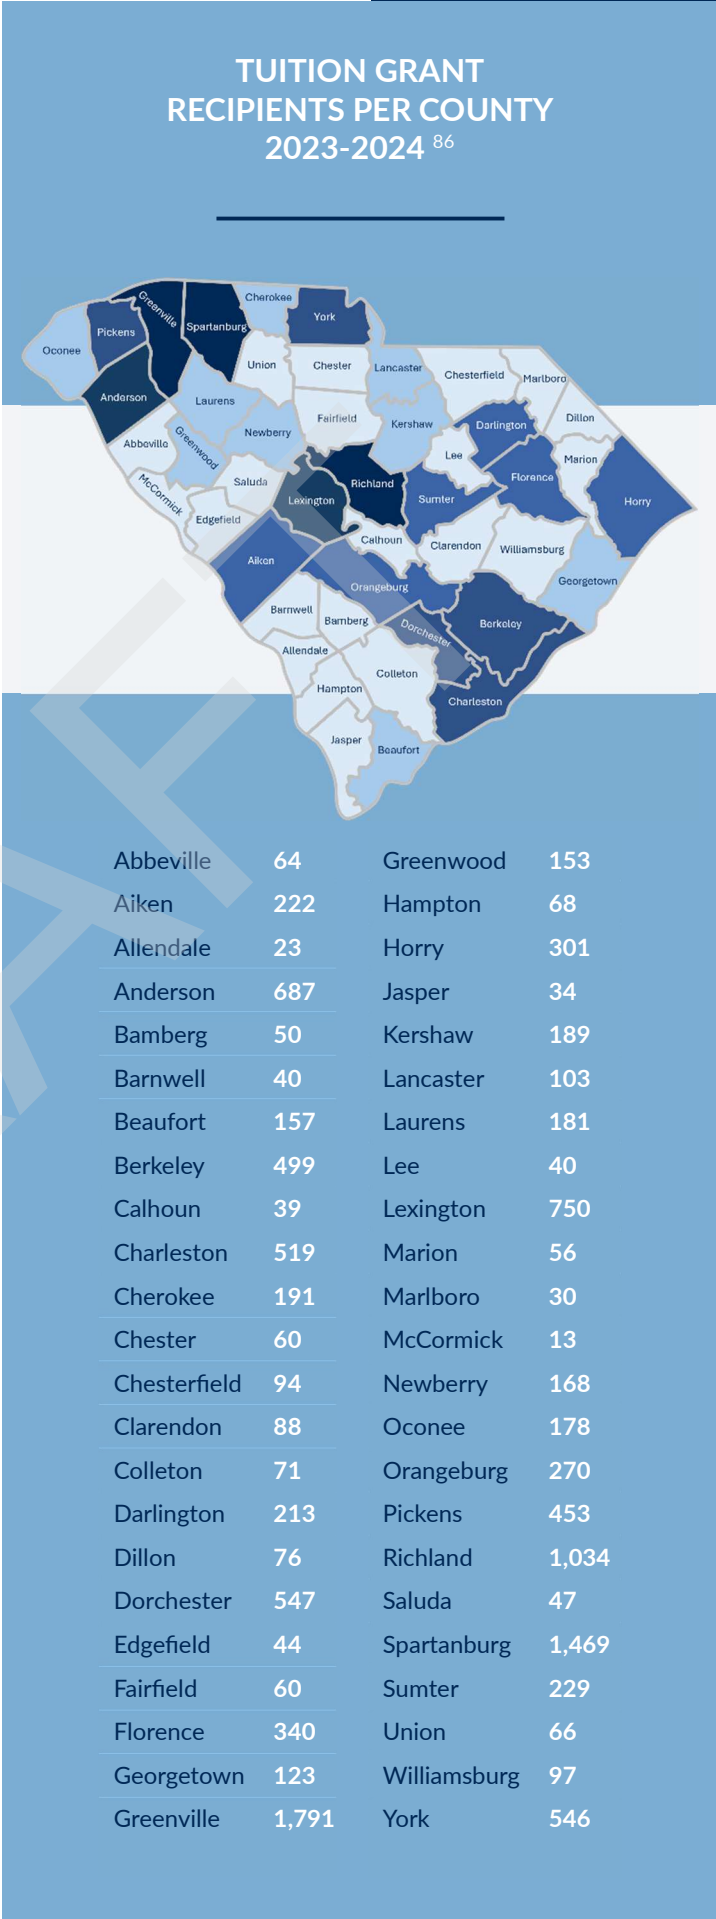 TUITION GRANT
RECIPIENTS PER COUNTY
2023-2024 86
Cherokee
Greenville
Spartanburg
York
Pickens
Oconee
Union
Chester
Lancaster
Chesterfield
Marlboro
Anderson
Laurens
Fairfield
Kershaw
Darlington
Dillon
Abbeville
Greenwood
Newberry
Lee
Marion
McCormick
Saluda
Lexington
Richland
Sumter
Florence
Horry
Edgefield
Calhoun
Clarendon
Williamsburg
Aiken
Orangeburg
Georgetown
Barnwell
Bamberg
Dorchester
Berkeley
Allendale
Colleton
Hampton
Charleston
Jasper
Beaufort
Abbeville 64 Greenwood 153
Aiken 222 Hampton 68
Allendale 23 Horry 301
Anderson 687 Jasper 34
Bamberg 50 Kershaw 189
Barnwell 40 Lancaster 103
Beaufort 157 Laurens 181
Berkeley 499 Lee 40
Calhoun 39 Lexington 750
Charleston 519 Marion 56
Cherokee 191 Marlboro 30
Chester 60 McCormick 13
Chesterfield 94 Newberry 168
Clarendon 88 Oconee 178
Colleton 71 Orangeburg 270
Darlington 213 Pickens 453
Dillon 76 Richland 1,034
Dorchester 547 Saluda 47
Edgefield 44 Spartanburg 1,469
Fairfield 60 Sumter 229
Florence 340 Union 66
Georgetown 123 Williamsburg 97
Greenville 1,791 York 546